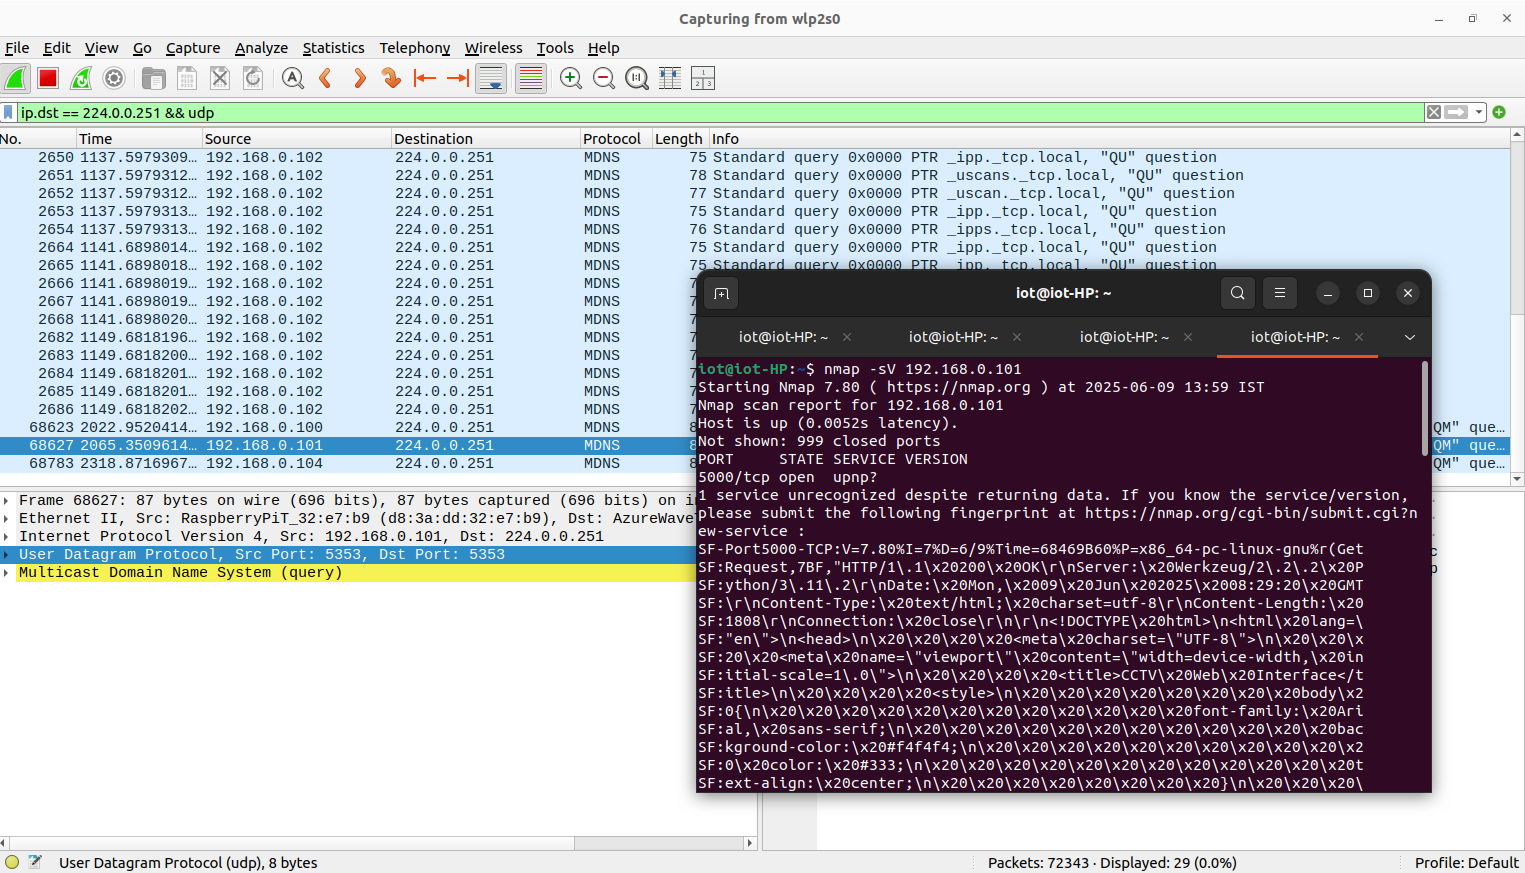 Capturing from wlp2s0
File Edit View Go Capture Analyze Statistics Telephony Wireless Tools Help
ip.dst == 224.0.0.251 && udp
No. Time Source Destination Protocol Length Info
2650 1137.5979309… 192.168.0.102 224.0.0.251 MDNS 75 Standard query 0x0000 PTR _ipp._tcp.local, "QU" question
2651 1137.5979312… 192.168.0.102 224.0.0.251 MDNS 78 Standard query 0x0000 PTR _uscans._tcp.local, "QU" question
2652 1137.5979313… 192.168.0.102 224.0.0.251 MDNS 77 Standard query 0x0000 PTR _uscan._tcp.local, "QU" question
2653 1137.5979313… 192.168.0.102 224.0.0.251 MDNS 75 Standard query 0x0000 PTR _ipp._tcp.local, "QU" question
2654 1137.5979313… 192.168.0.102 224.0.0.251 MDNS 76 Standard query 0x0000 PTR _ipps._tcp.local, "QU" question
2664 1141.6898014… 192.168.0.102 224.0.0.251 MDNS 75 Standard query 0x0000 PTR _ipp._tcp.local, "QU" question
2665 1141.6898018… 192.168.0.102 224.0.0.251 MDNS 75 Standard query 0x0000 PTR _ipp._tcp.local, "QU" question
2666 1141.6898019… 192.168.0.102 224.0.0.251 MDNS 7
2667 1141.6898019… 192.168.0.102 224.0.0.251 MDNS 7
2668 1141.6898020… 192.168.0.102 224.0.0.251 MDNS 7
2682 1149.6818196… 192.168.0.102 224.0.0.251 MDNS 7
2683 1149.6818200… 192.168.0.102 224.0.0.251 MDNS 7
2684 1149.6818201… 192.168.0.102 224.0.0.251 MDNS 7
2685 1149.6818201… 192.168.0.102 224.0.0.251 MDNS 7
2686 1149.6818202… 192.168.0.102 224.0.0.251 MDNS 7
68623 2022.9520414… 192.168.0.100 224.0.0.251 MDNS 8 QM" que…
68627 2065.3509614… 192.168.0.101 224.0.0.251 MDNS 8 QM" que…
68783 2318.8716967… 192.168.0.104 224.0.0.251 MDNS 8 QM" que…
Frame 68627: 87 bytes on wire (696 bits), 87 bytes captured (696 bits) on i
Ethernet II, Src: RaspberryPiT_32:e7:b9 (d8:3a:dd:32:e7:b9), Dst: AzureWave
Internet Protocol Version 4, Src: 192.168.0.101, Dst: 224.0.0.251
User Datagram Protocol, Src Port: 5353, Dst Port: 5353
Multicast Domain Name System (query)
iot@iot-HP: ~
iot@iot-HP: ~ iot@iot-HP: ~ iot@iot-HP: ~ iot@iot-HP: ~
iot@iot-HP:~$ nmap -sV 192.168.0.101
Starting Nmap 7.80 ( https://nmap.org ) at 2025-06-09 13:59 IST
Nmap scan report for 192.168.0.101
Host is up (0.0052s latency).
Not shown: 999 closed ports
PORT STATE SERVICE VERSION
5000/tcp open upnp?
1 service unrecognized despite returning data. If you know the service/version,
please submit the following fingerprint at https://nmap.org/cgi-bin/submit.cgi?n
ew-service :
SF-Port5000-TCP:V=7.80%I=7%D=6/9%Time=68469B60%P=x86_64-pc-linux-gnu%r(Get
SF:Request,7BF,"HTTP/1\.1\x20200\x20OK\r\nServer:\x20Werkzeug/2\.2\.2\x20P
SF:ython/3\.11\.2\r\nDate:\x20Mon,\x2009\x20Jun\x202025\x2008:29:20\x20GMT
SF:\r\nContent-Type:\x20text/html;\x20charset=utf-8\r\nContent-Length:\x20
SF:1808\r\nConnection:\x20close\r\n\r\n<!DOCTYPE\x20html>\n<html\x20lang=\
SF:"en\">\n<head>\n\x20\x20\x20\x20<meta\x20charset=\"UTF-8\">\n\x20\x20\x
SF:20\x20<meta\x20name=\"viewport\"\x20content=\"width=device-width,\x20in
SF:itial-scale=1\.0\">\n\x20\x20\x20\x20<title>CCTV\x20Web\x20Interface</t
SF:itle>\n\x20\x20\x20\x20<style>\n\x20\x20\x20\x20\x20\x20\x20\x20body\x2
SF:0{\n\x20\x20\x20\x20\x20\x20\x20\x20\x20\x20\x20\x20font-family:\x20Ari
SF:al,\x20sans-serif;\n\x20\x20\x20\x20\x20\x20\x20\x20\x20\x20\x20\x20bac
SF:kground-color:\x20#f4f4f4;\n\x20\x20\x20\x20\x20\x20\x20\x20\x20\x20\x2
SF:0\x20color:\x20#333;\n\x20\x20\x20\x20\x20\x20\x20\x20\x20\x20\x20\x20t
SF:ext-align:\x20center;\n\x20\x20\x20\x20\x20\x20\x20\x20}\n\x20\x20\x20\
User Datagram Protocol (udp), 8 bytes
Packets: 72343 · Displayed: 29 (0.0%)
Profile: Default